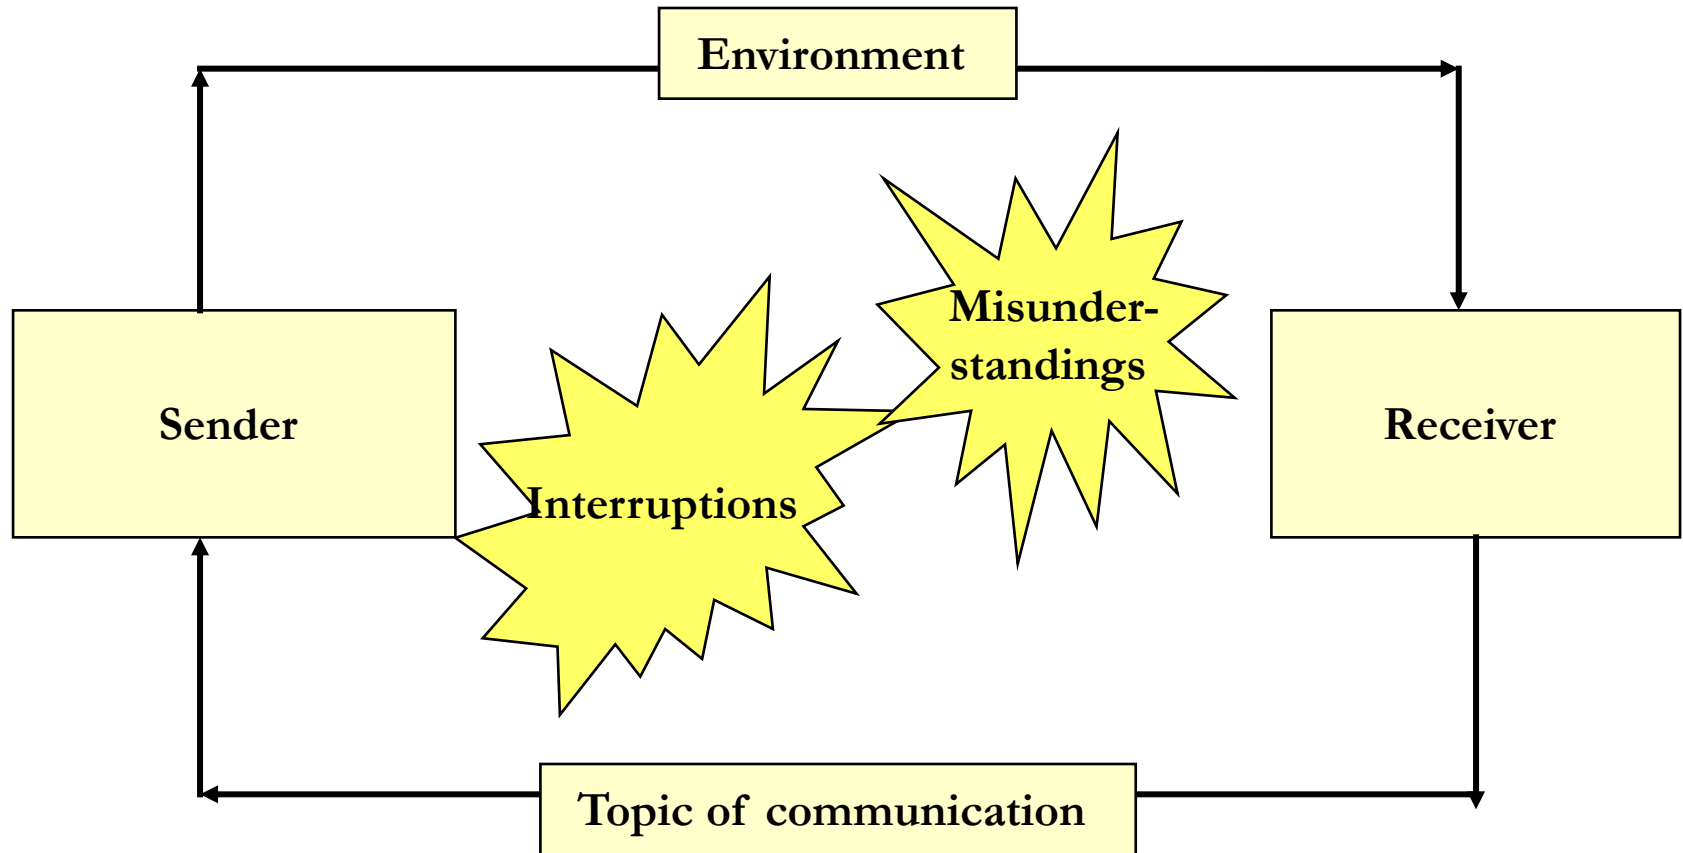 Environment
Misunder-
standings
Sender
Receiver
Interruptions
Topic of communication